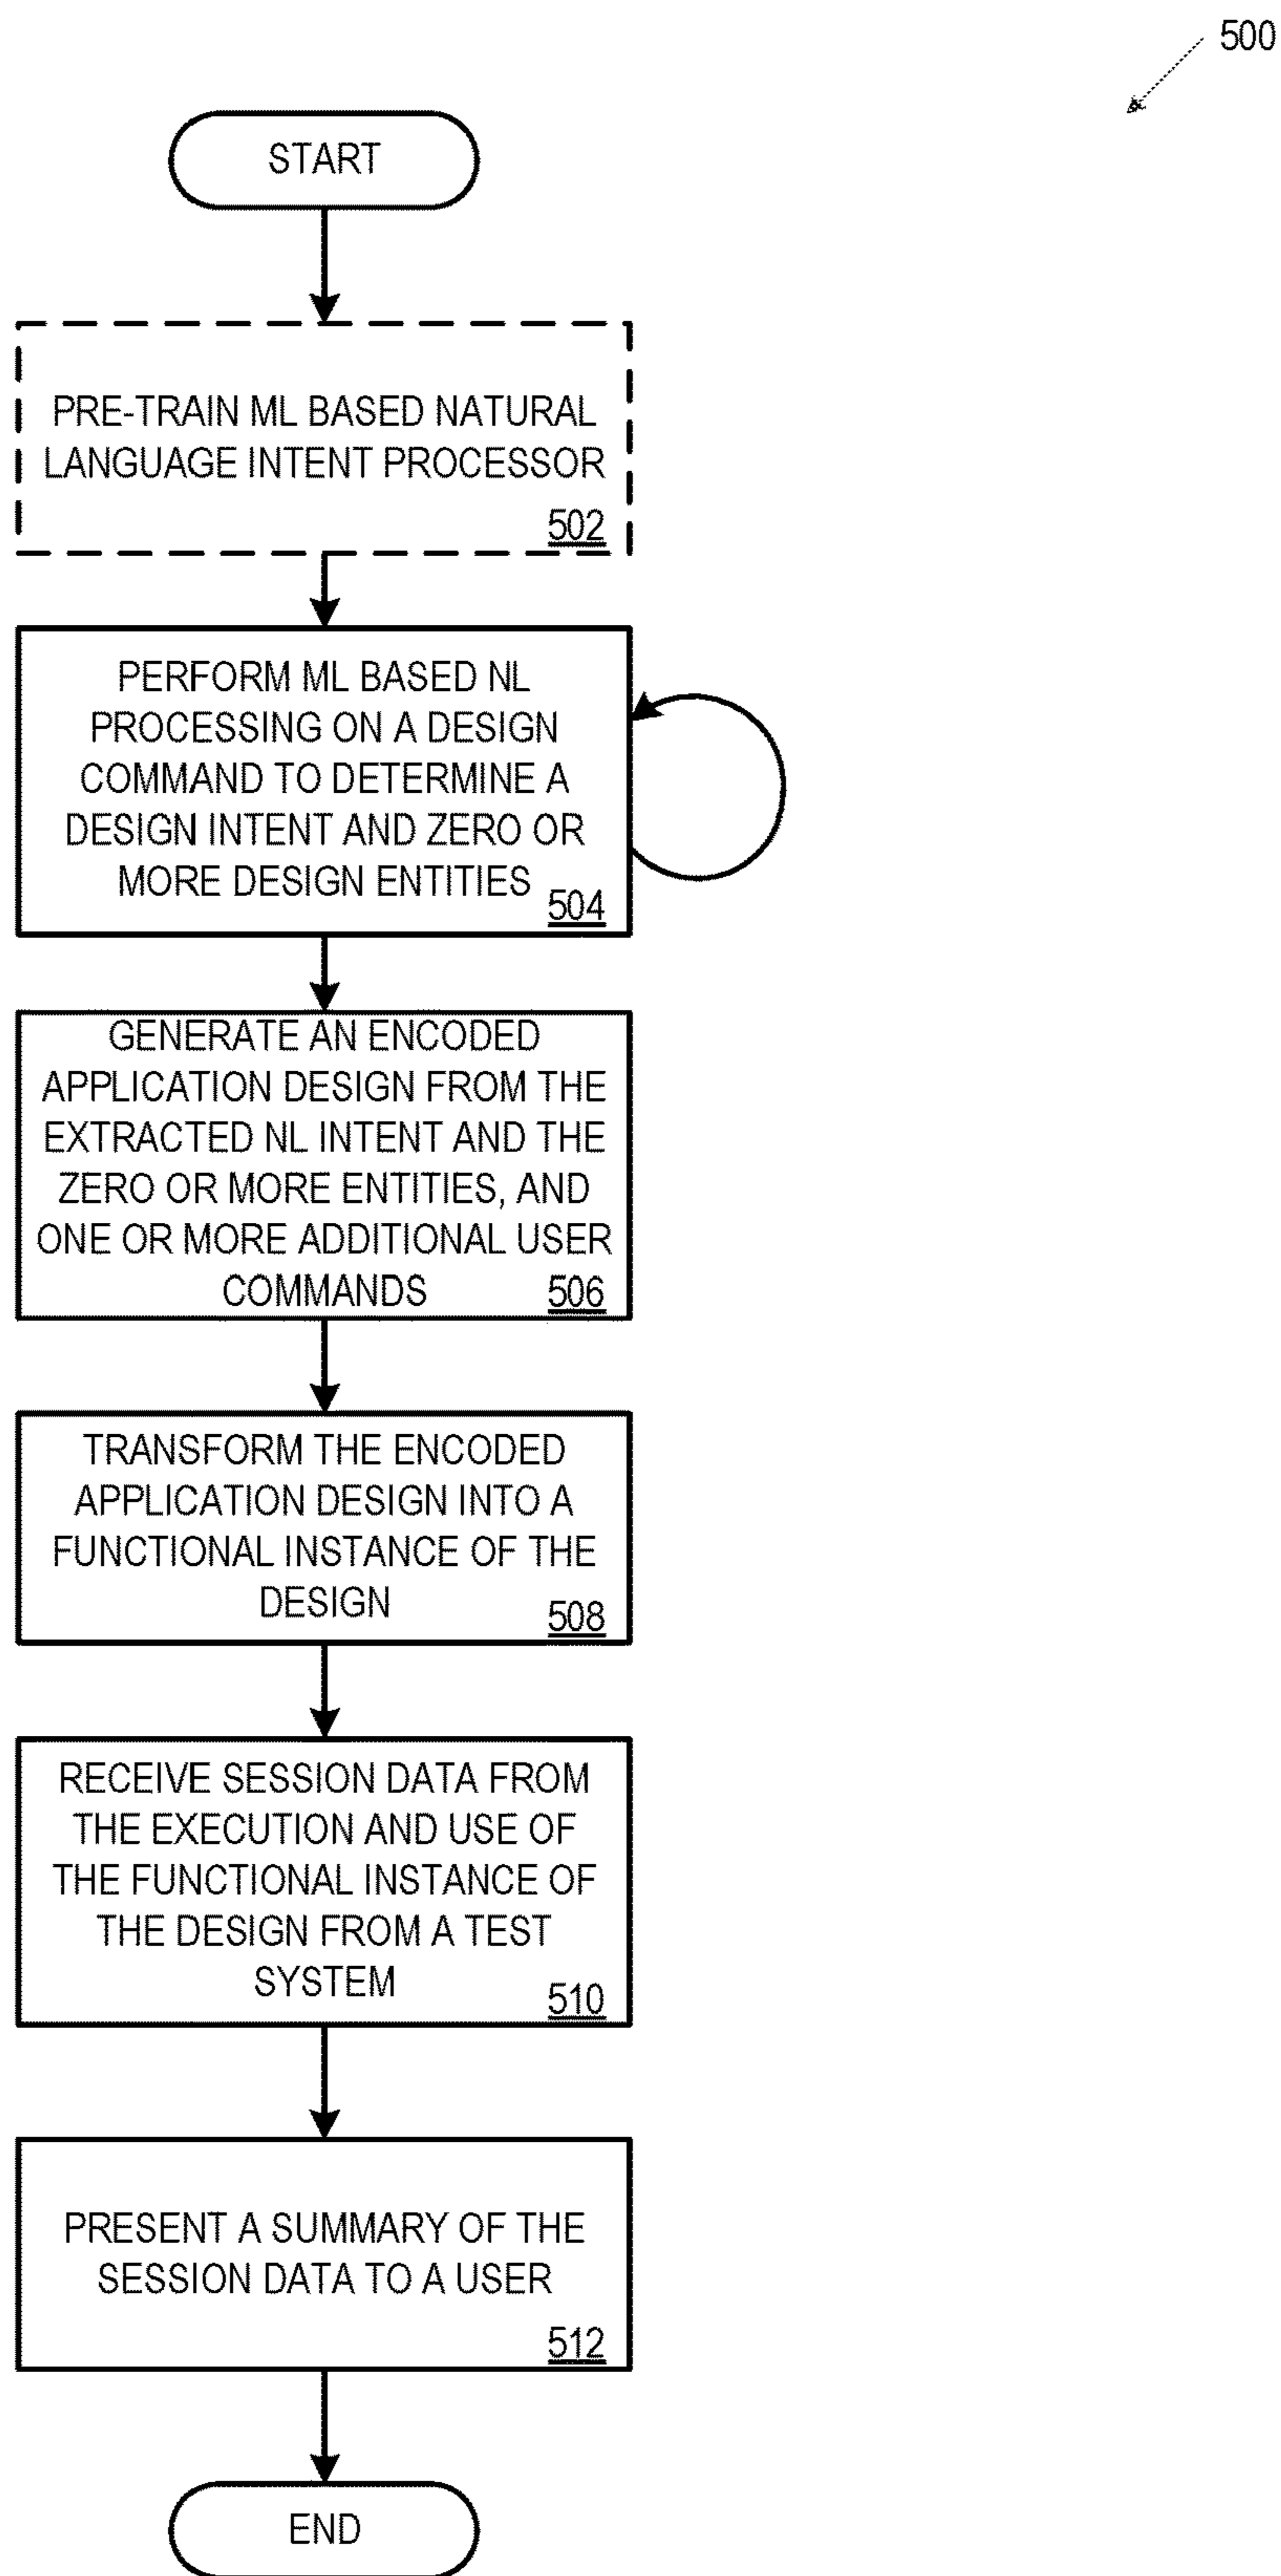 500
START
PRE-TRAIN ML BASED NATURAL
LANGUAGE INTENT PROCESSOR
502
PERFORM ML BASED NL
PROCESSING ON A DESIGN
COMMAND TO DETERMINE A
DESIGN INTENT AND ZERO OR
MORE DESIGN ENTITIES
504
GENERATE AN ENCODED
APPLICATION DESIGN FROM THE
EXTRACTED NL INTENT AND THE
ZERO OR MORE ENTITIES, AND
ONE OR MORE ADDITIONAL USER
COMMANDS
506
TRANSFORM THE ENCODED
APPLICATION DESIGN INTO A
FUNCTIONAL INSTANCE OF THE
DESIGN
508
RECEIVE SESSION DATA FROM
THE EXECUTION AND USE OF
THE FUNCTIONAL INSTANCE OF
THE DESIGN FROM A TEST
SYSTEM
510
PRESENT A SUMMARY OF THE
SESSION DATA TO A USER
512
END